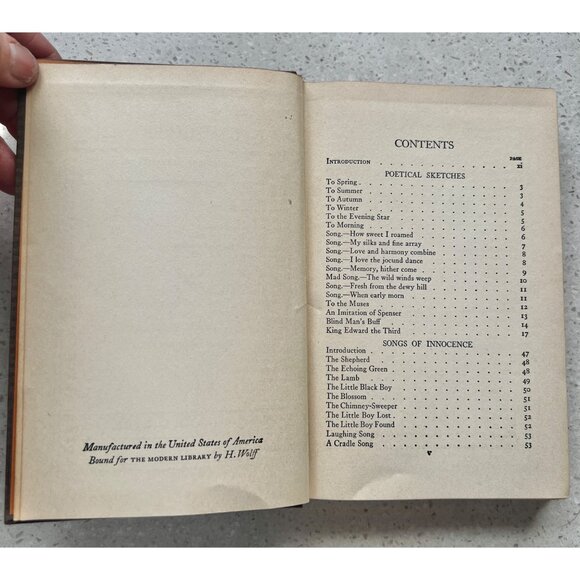 Manufactured in the United States of America
Bound for THE MODERN LIBRARY by H. Wolff
CONTENTS
PAGE
INTRODUCTION . . . . . . . . . xi
POETICAL SKETCHES
To Spring . . . . . . . . . 3
To Summer . . . . . . . . . 3
To Autumn . . . . . . . . . 4
To Winter . . . . . . . . . 5
To the Evening Star . . . . . . . . . 5
To Morning . . . . . . . . . 6
Song.—How sweet I roamed . . . . . . . . . 6
Song.—My silks and fine array . . . . . . . . . 7
Song.—Love and harmony combine . . . . . . . . . 8
Song.—I love the jocund dance . . . . . . . . . 8
Song.—Memory, hither come . . . . . . . . . 9
Mad Song.—The wild winds weep . . . . . . . . . 10
Song.—Fresh from the dewy hill . . . . . . . . . 11
Song.—When early morn . . . . . . . . . 11
To the Muses . . . . . . . . . 12
An Imitation of Spenser . . . . . . . . . 13
Blind Man's Buff . . . . . . . . . 14
King Edward the Third . . . . . . . . . 17
SONGS OF INNOCENCE
Introduction . . . . . . . . . 47
The Shepherd . . . . . . . . . 48
The Echoing Green . . . . . . . . . 48
The Lamb . . . . . . . . . 49
The Little Black Boy . . . . . . . . . 50
The Blossom . . . . . . . . . 51
The Chimney-Sweeper . . . . . . . . . 51
The Little Boy Lost . . . . . . . . . 52
The Little Boy Found . . . . . . . . . 52
Laughing Song . . . . . . . . . 53
A Cradle Song . . . . . . . . . 53
v